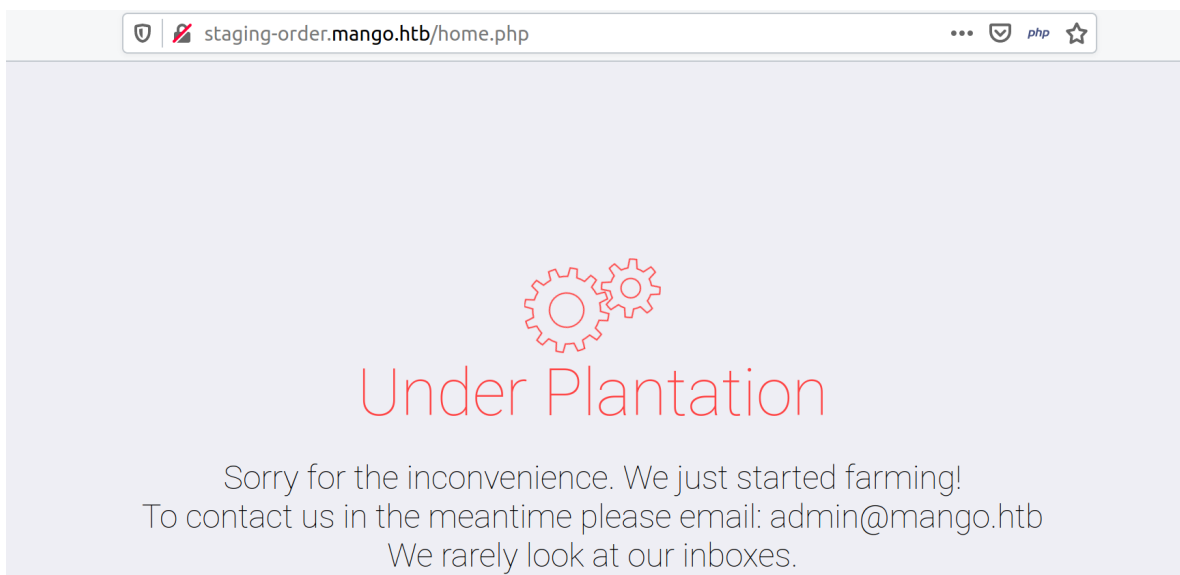 staging-order.mango.htb/home.php
php
Under Plantation
Sorry for the inconvenience. We just started farming!
To contact us in the meantime please email: admin@mango.htb
We rarely look at our inboxes.